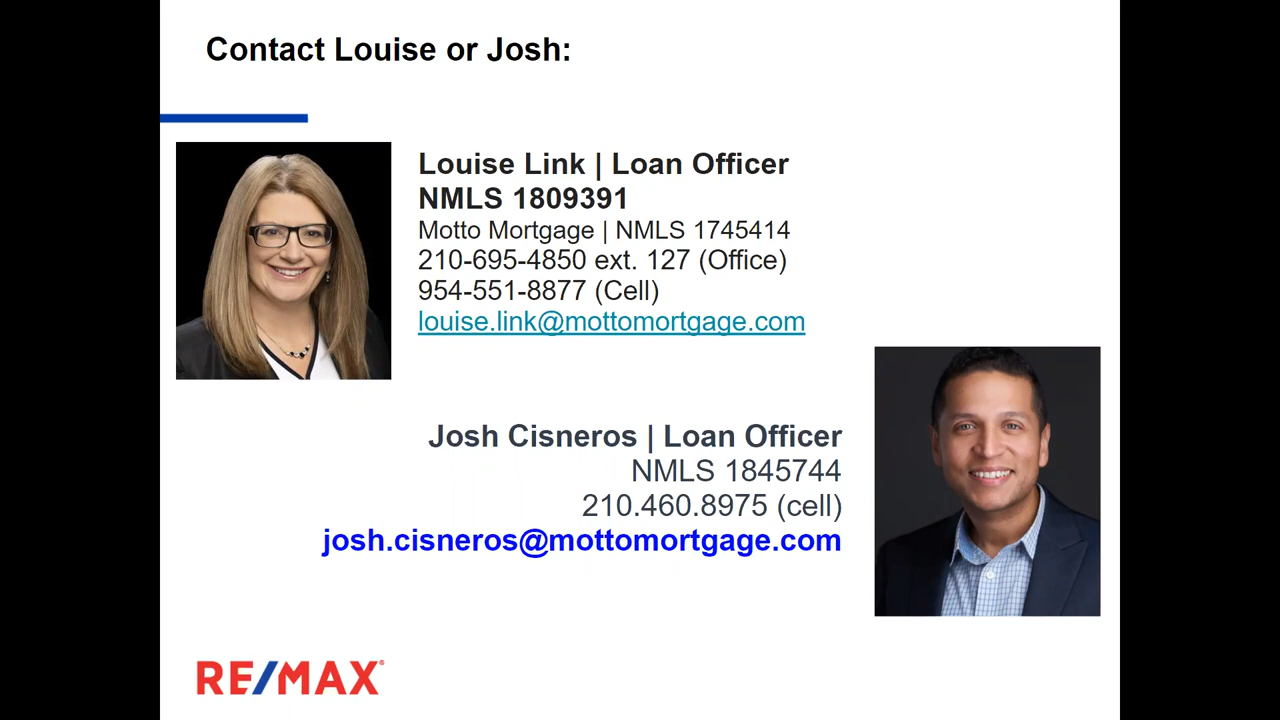 Contact Louise or Josh:
Louise Link | Loan Officer
NMLS 1809391
Motto Mortgage | NMLS 1745414
210-695-4850 ext. 127 (Office)
954-551-8877 (Cell)
louise.link@mottomortgage.com
Josh Cisneros | Loan Officer
NMLS 1845744
210.460.8975 (cell)
josh.cisneros@mottomortgage.com
RE/MAX